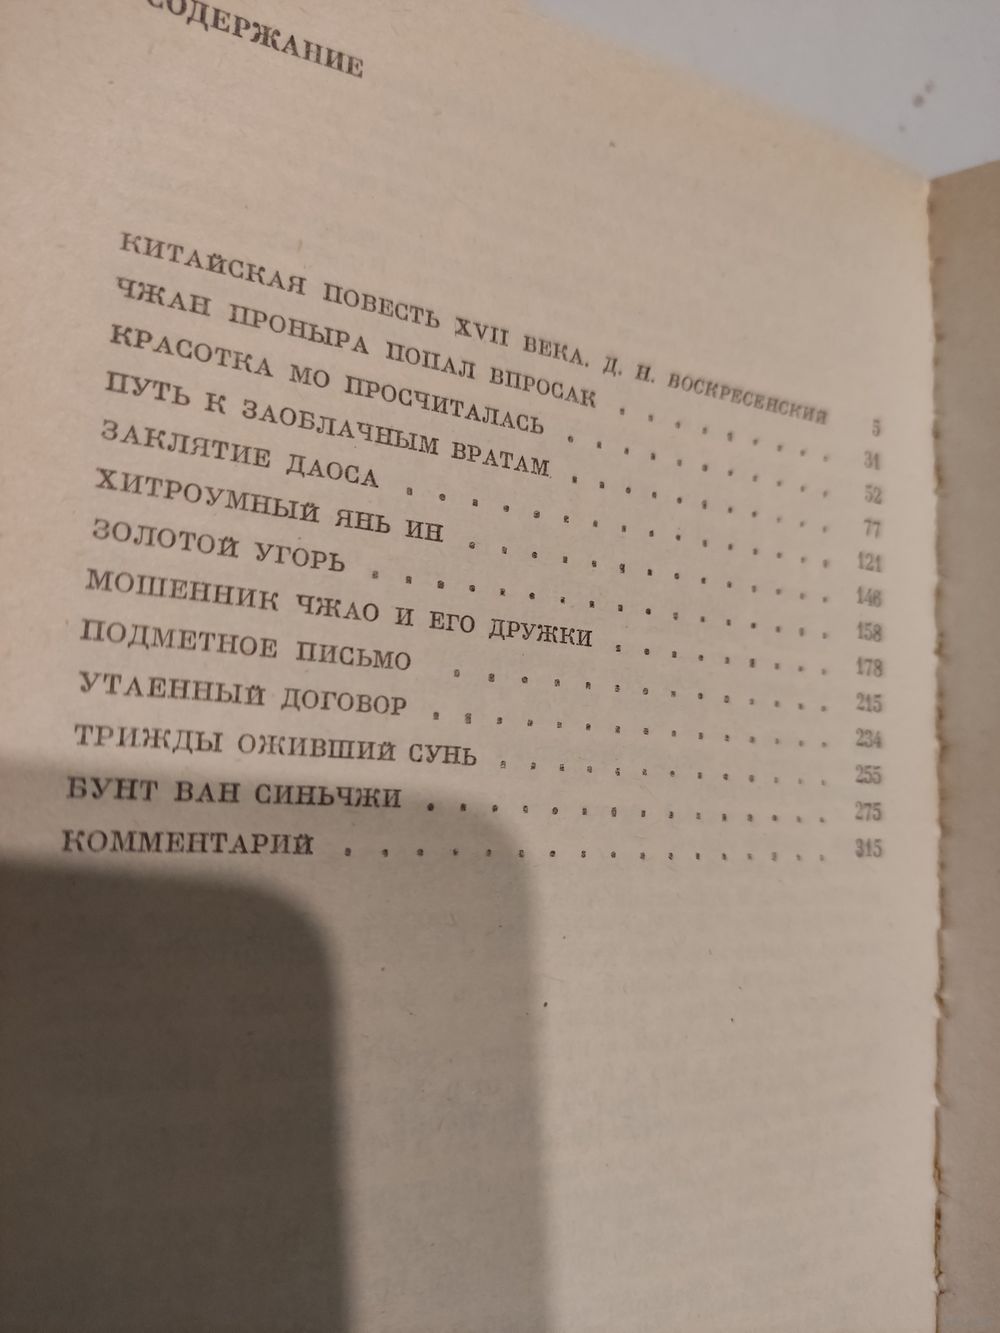 СОДЕРЖАНИЕ
КИТАЙСКАЯ ПОВЕСТЬ XVII ВЕКА. Д. Н. ВОСКРЕСЕНСКИЙ 5
ЧЖАН ПРОНЫРА ПОПАЛ ВПРОСАК . . . . . . . . 31
КРАСОТКА МО ПРОСЧИТАЛАСЬ . . . . . . . . . . 52
ПУТЬ К ЗАОБЛАЧНЫМ ВРАТАМ . . . . . . . . . . 77
ЗАКЛЯТИЕ ДАОСА . . . . . . . . . . . . . . 121
ХИТРОУМНЫЙ ЯНЬ ИН . . . . . . . . . . . . . 146
ЗОЛОТОЙ УГОРЬ . . . . . . . . . . . . . . . 158
МОШЕННИК ЧЖАО И ЕГО ДРУЖКИ . . . . . . . . 178
ПОДМЕТНОЕ ПИСЬМО . . . . . . . . . . . . . 215
УТАЕННЫЙ ДОГОВОР . . . . . . . . . . . . . . 234
ТРИЖДЫ ОЖИВШИЙ СУНЬ . . . . . . . . . . . . 255
БУНТ ВАН СИНЬЧЖИ . . . . . . . . . . . . . . 275
КОММЕНТАРИЙ . . . . . . . . . . . . . . . . . 315